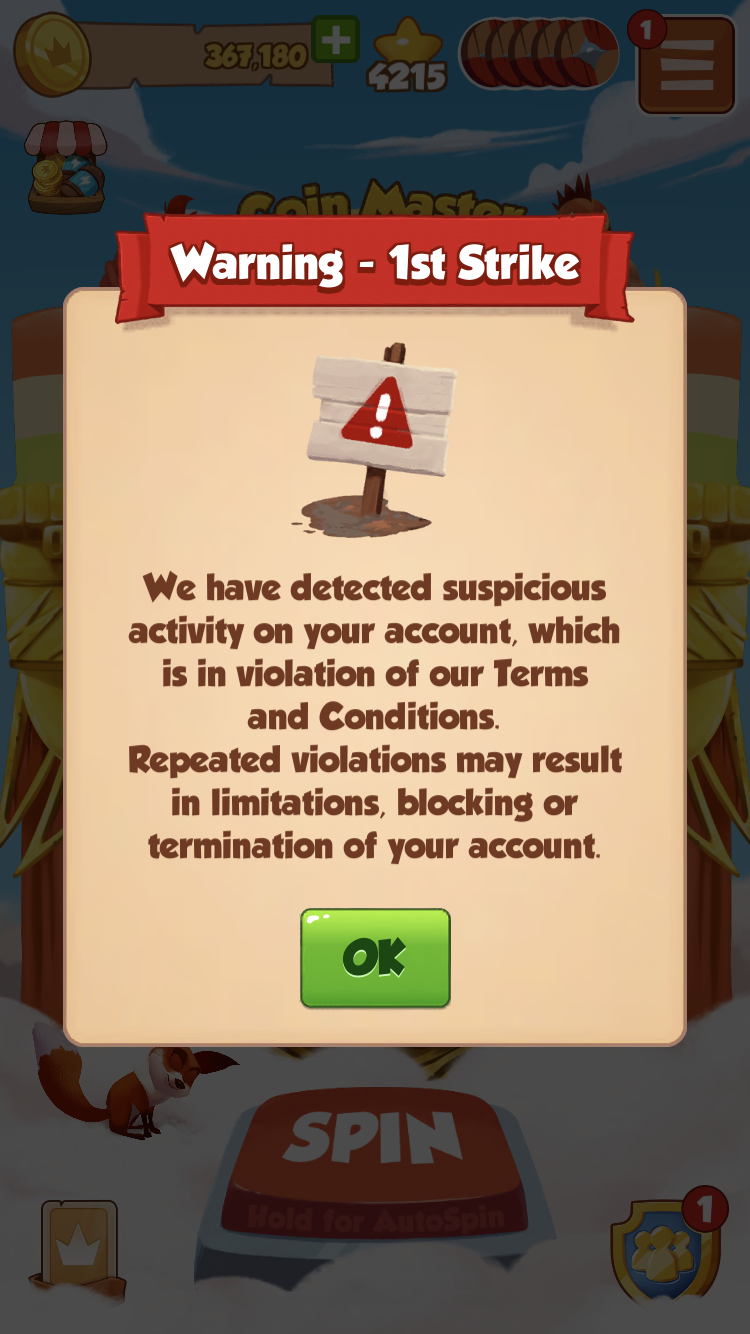 367,180
4215
1
Coin Master
Warning - 1st Strike
We have detected suspicious
activity on your account, which
is in violation of our Terms
and Conditions.
Repeated violations may result
in limitations, blocking or
termination of your account.
OK
SPIN
Hold for AutoSpin
1